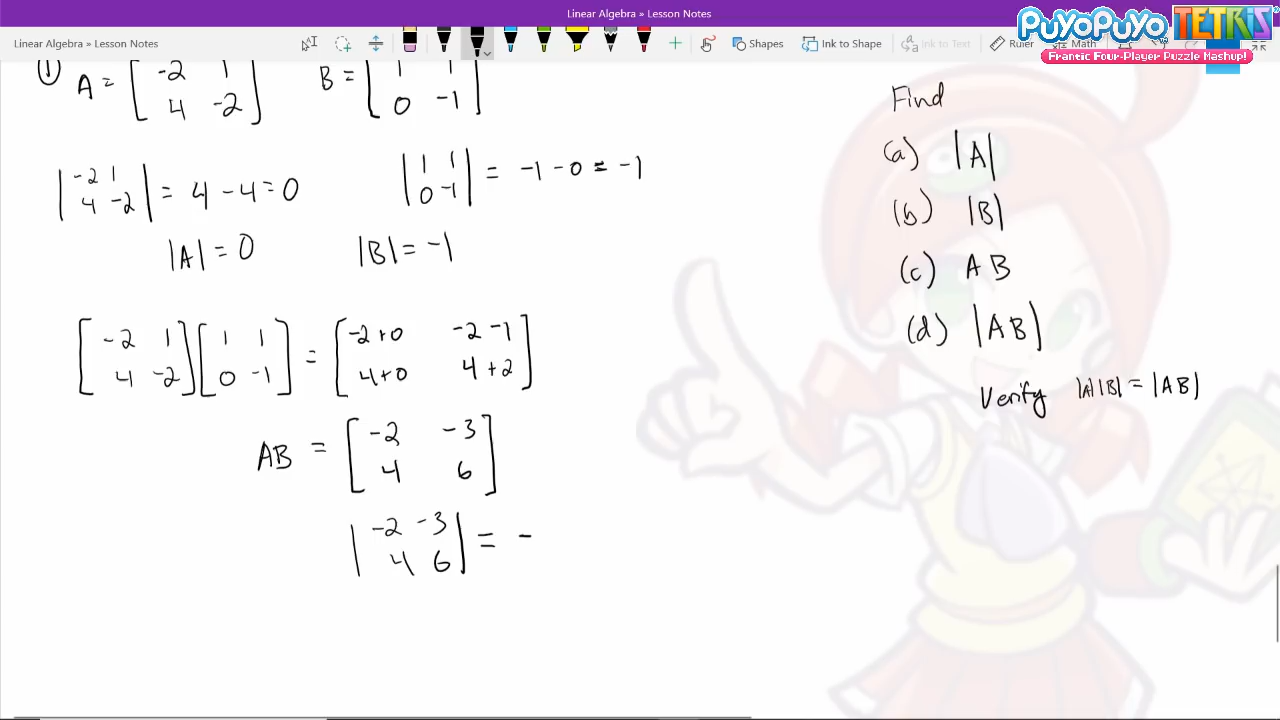 Linear Algebra » Lesson Notes
Linear Algebra » Lesson Notes Shapes Ink to Shape Ink to Text Ruler Math
PUYOPUYO TETRIS
Frantic Four-Player Puzzle Mashup!
① A = [ -2 1 B = [ 1 1
4 -2 ] 0 -1 ]
| -2 1
4 -2 | = 4 - 4 = 0
| 1 1
0 -1 | = -1 - 0 = -1
|A| = 0 |B| = -1
[ -2 1 ] [ 1 1 ] = [ -2+0 -2-1 ]
[ 4 -2 ] [ 0 -1 ] [ 4+0 4+2 ]
AB = [ -2 -3
4 6 ]
| -2 -3
4 6 | = -
Find
(a) |A|
(b) |B|
(c) AB
(d) |AB|
Verify |A||B| = |AB|